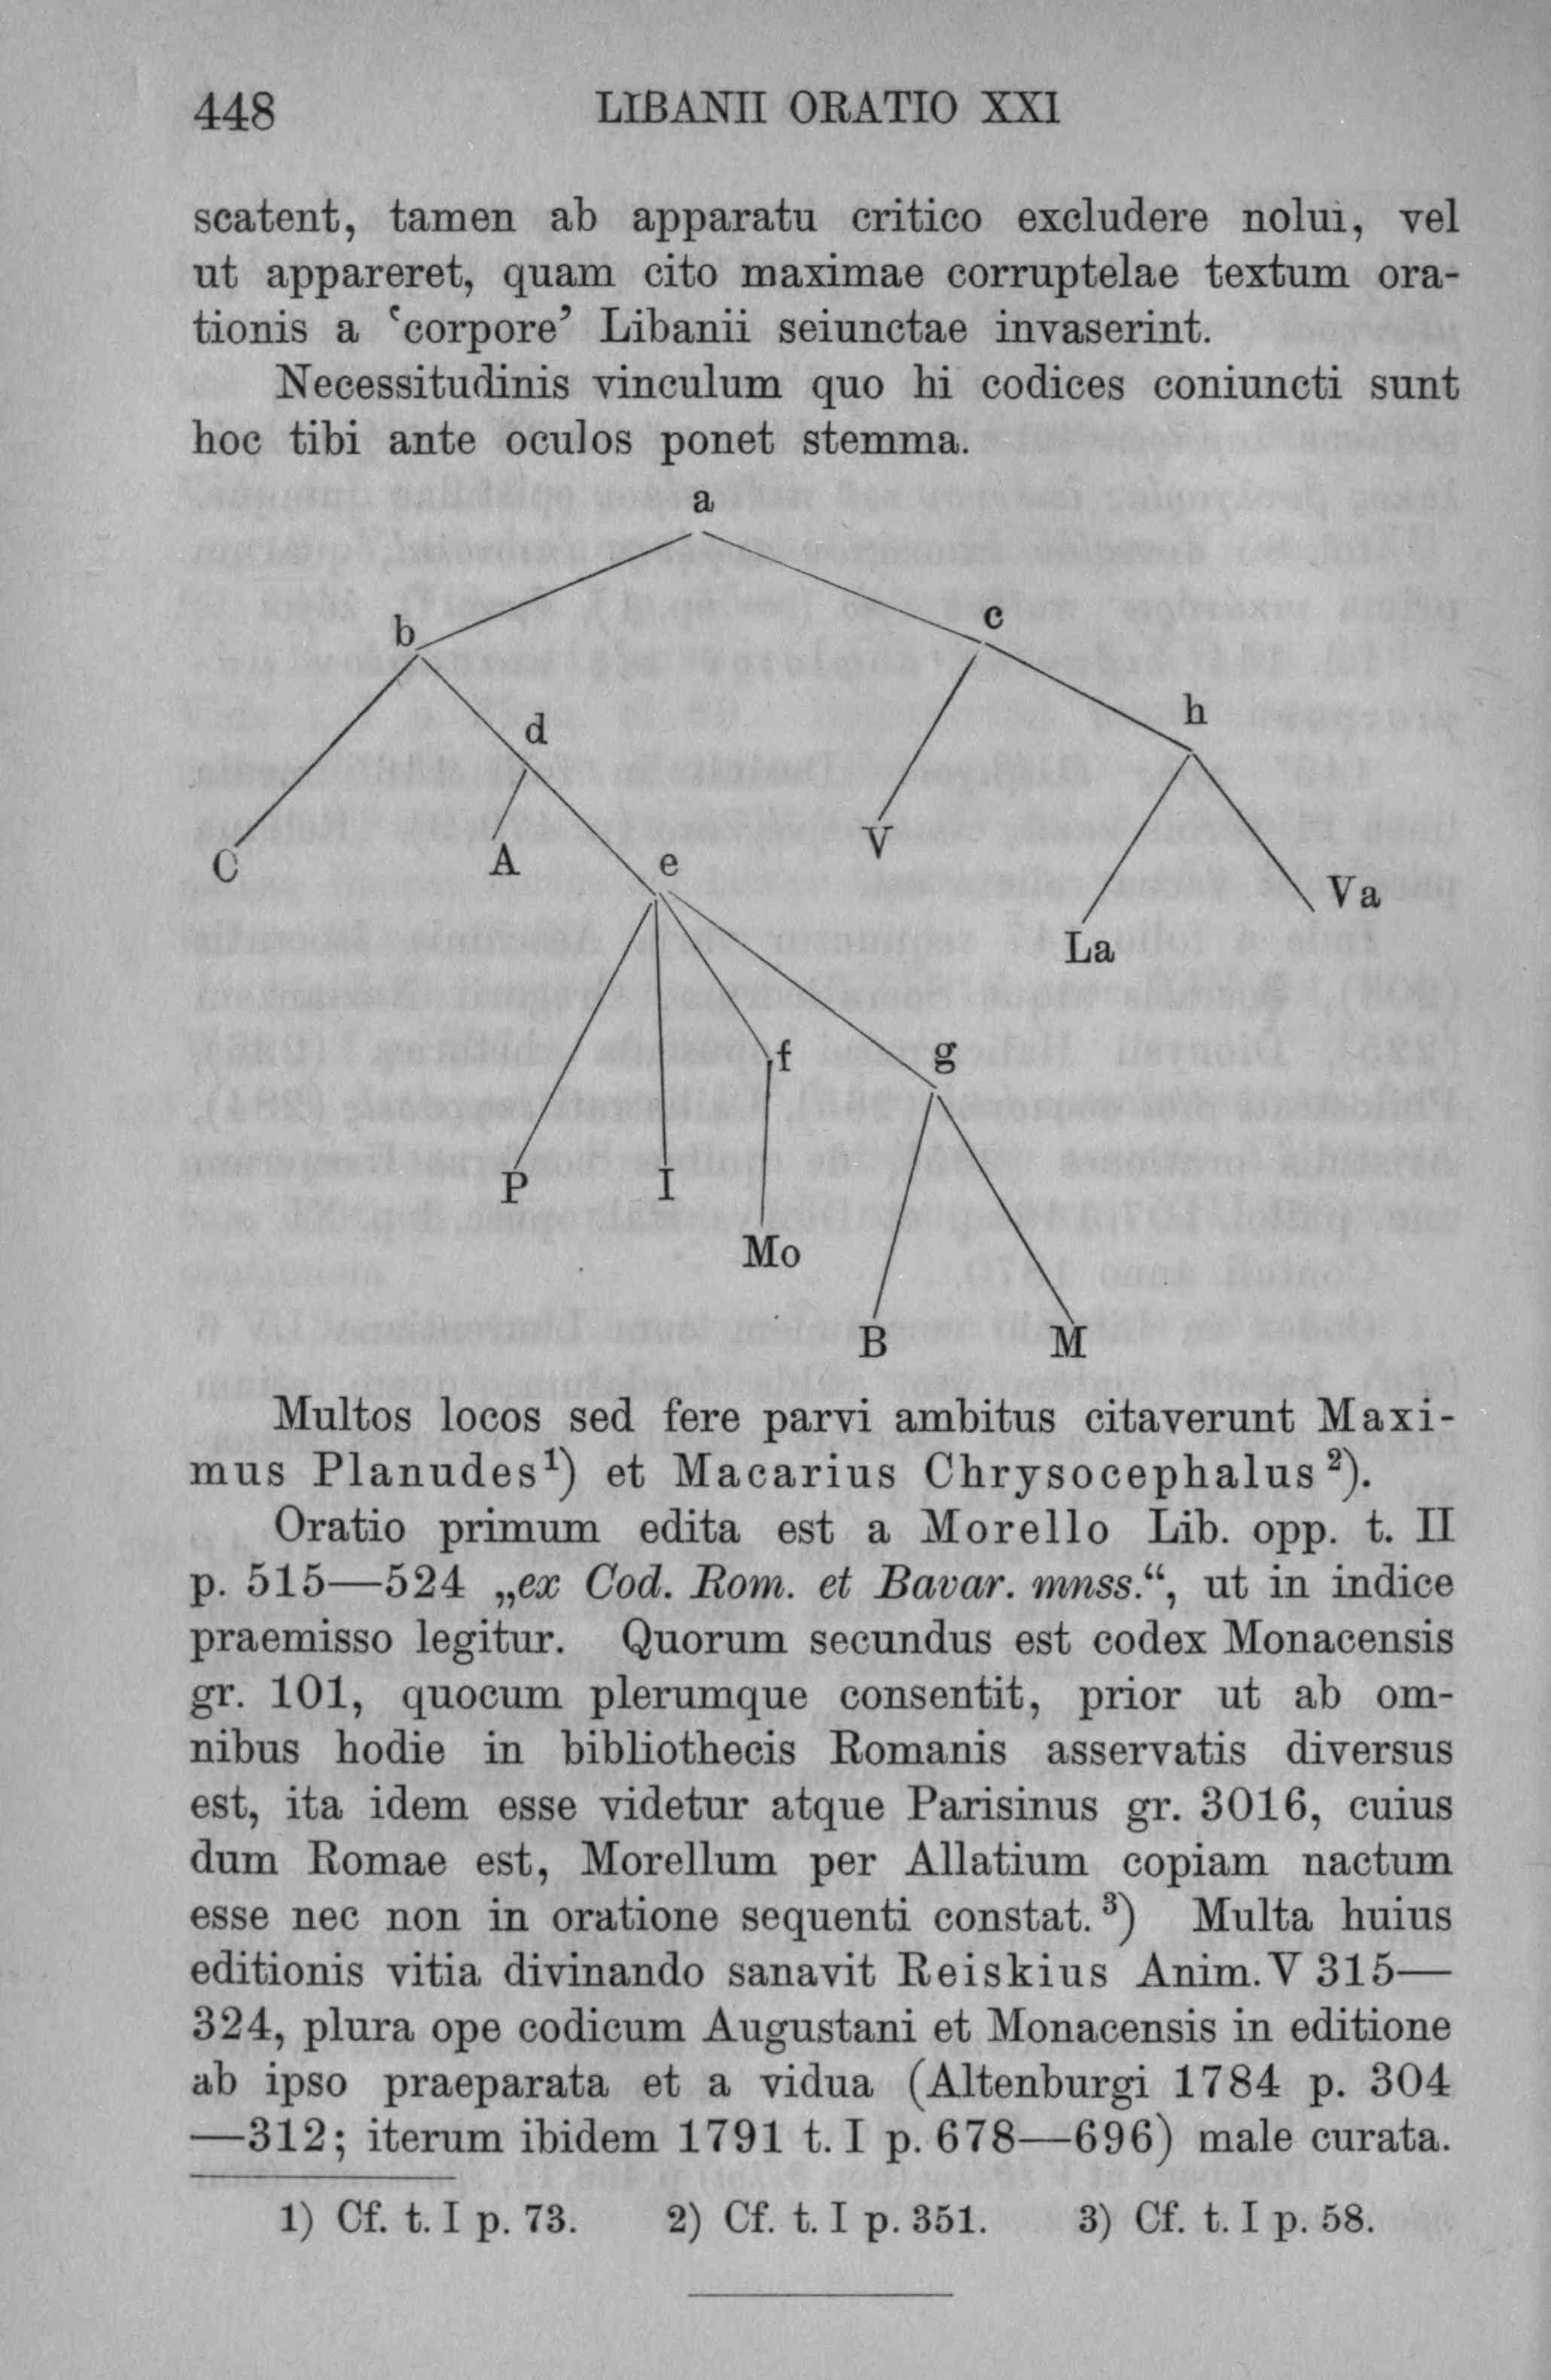 448 LIBANII ORATIO XXI
scatent, tamen ab apparatu critico excludere nolui, vel
ut appareret, quam cito maximae corruptelae textum ora-
tionis a ‘corpore’ Libanii seiunctae invaserint.
Necessitudinis vinculum quo hi codices coniuncti sunt
hoc tibi ante oculos ponet stemma.
a
b c
d h
C A e V Va
La
f g
P I
Mo
B M
Multos locos sed fere parvi ambitus citaverunt Maxi-
mus Planudes¹) et Macarius Chrysocephalus²).
Oratio primum edita est a Morello Lib. opp. t. II
p. 515—524 „ex Cod. Rom. et Bavar. mnss.“, ut in indice
praemisso legitur. Quorum secundus est codex Monacensis
gr. 101, quocum plerumque consentit, prior ut ab om-
nibus hodie in bibliothecis Romanis asservatis diversus
est, ita idem esse videtur atque Parisinus gr. 3016, cuius
dum Romae est, Morellum per Allatium copiam nactum
esse nec non in oratione sequenti constat.³) Multa huius
editionis vitia divinando sanavit Reiskius Anim. V 315—
324, plura ope codicum Augustani et Monacensis in editione
ab ipso praeparata et a vidua (Altenburgi 1784 p. 304
—312; iterum ibidem 1791 t. I p. 678—696) male curata.
1) Cf. t. I p. 73. 2) Cf. t. I p. 351. 3) Cf. t. I p. 58.